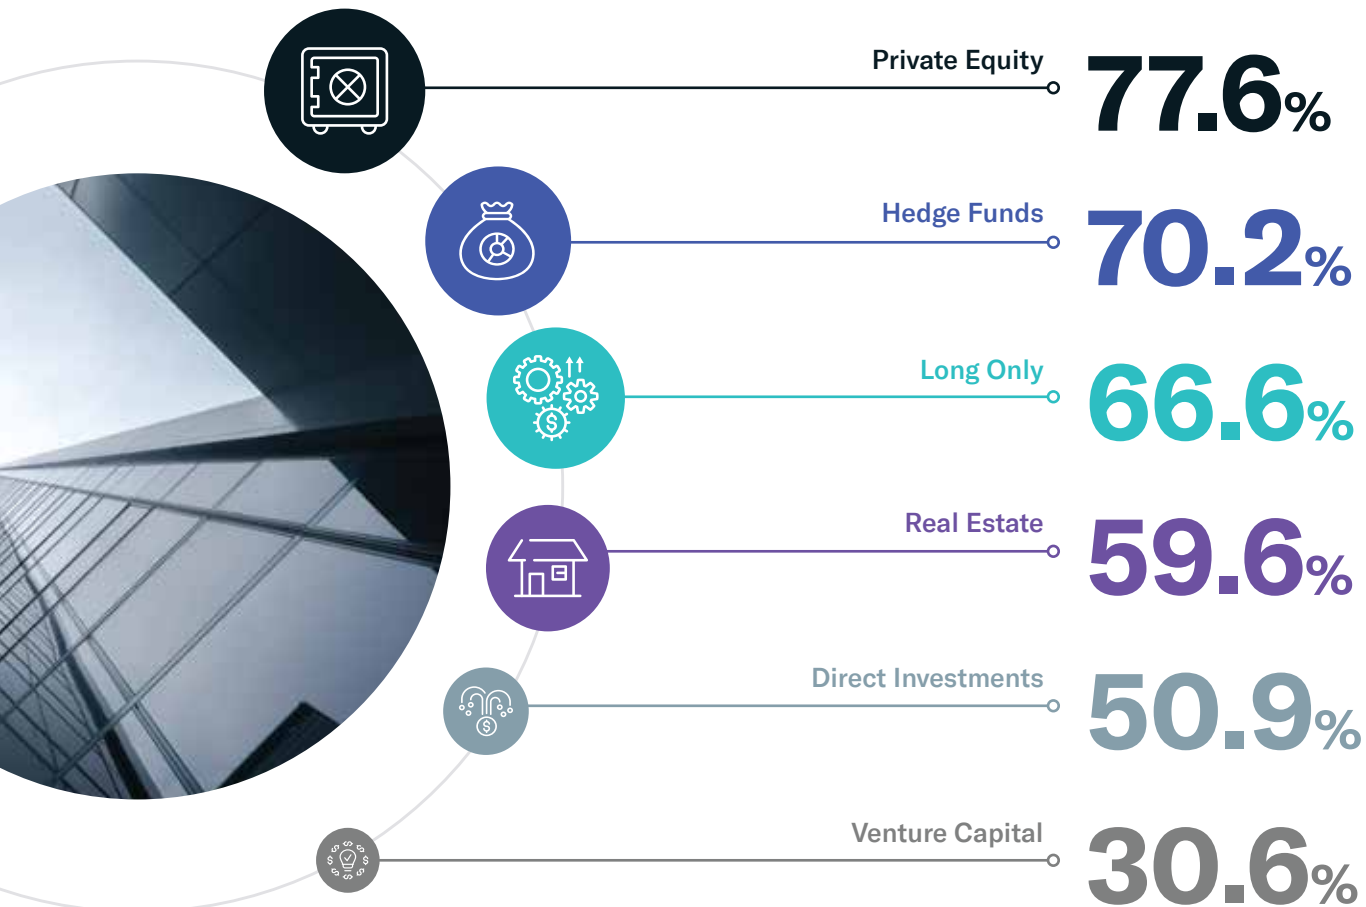 Private Equity
77.6%
Hedge Funds
70.2%
Long Only
66.6%
Real Estate
59.6%
Direct Investments
50.9%
Venture Capital
30.6%